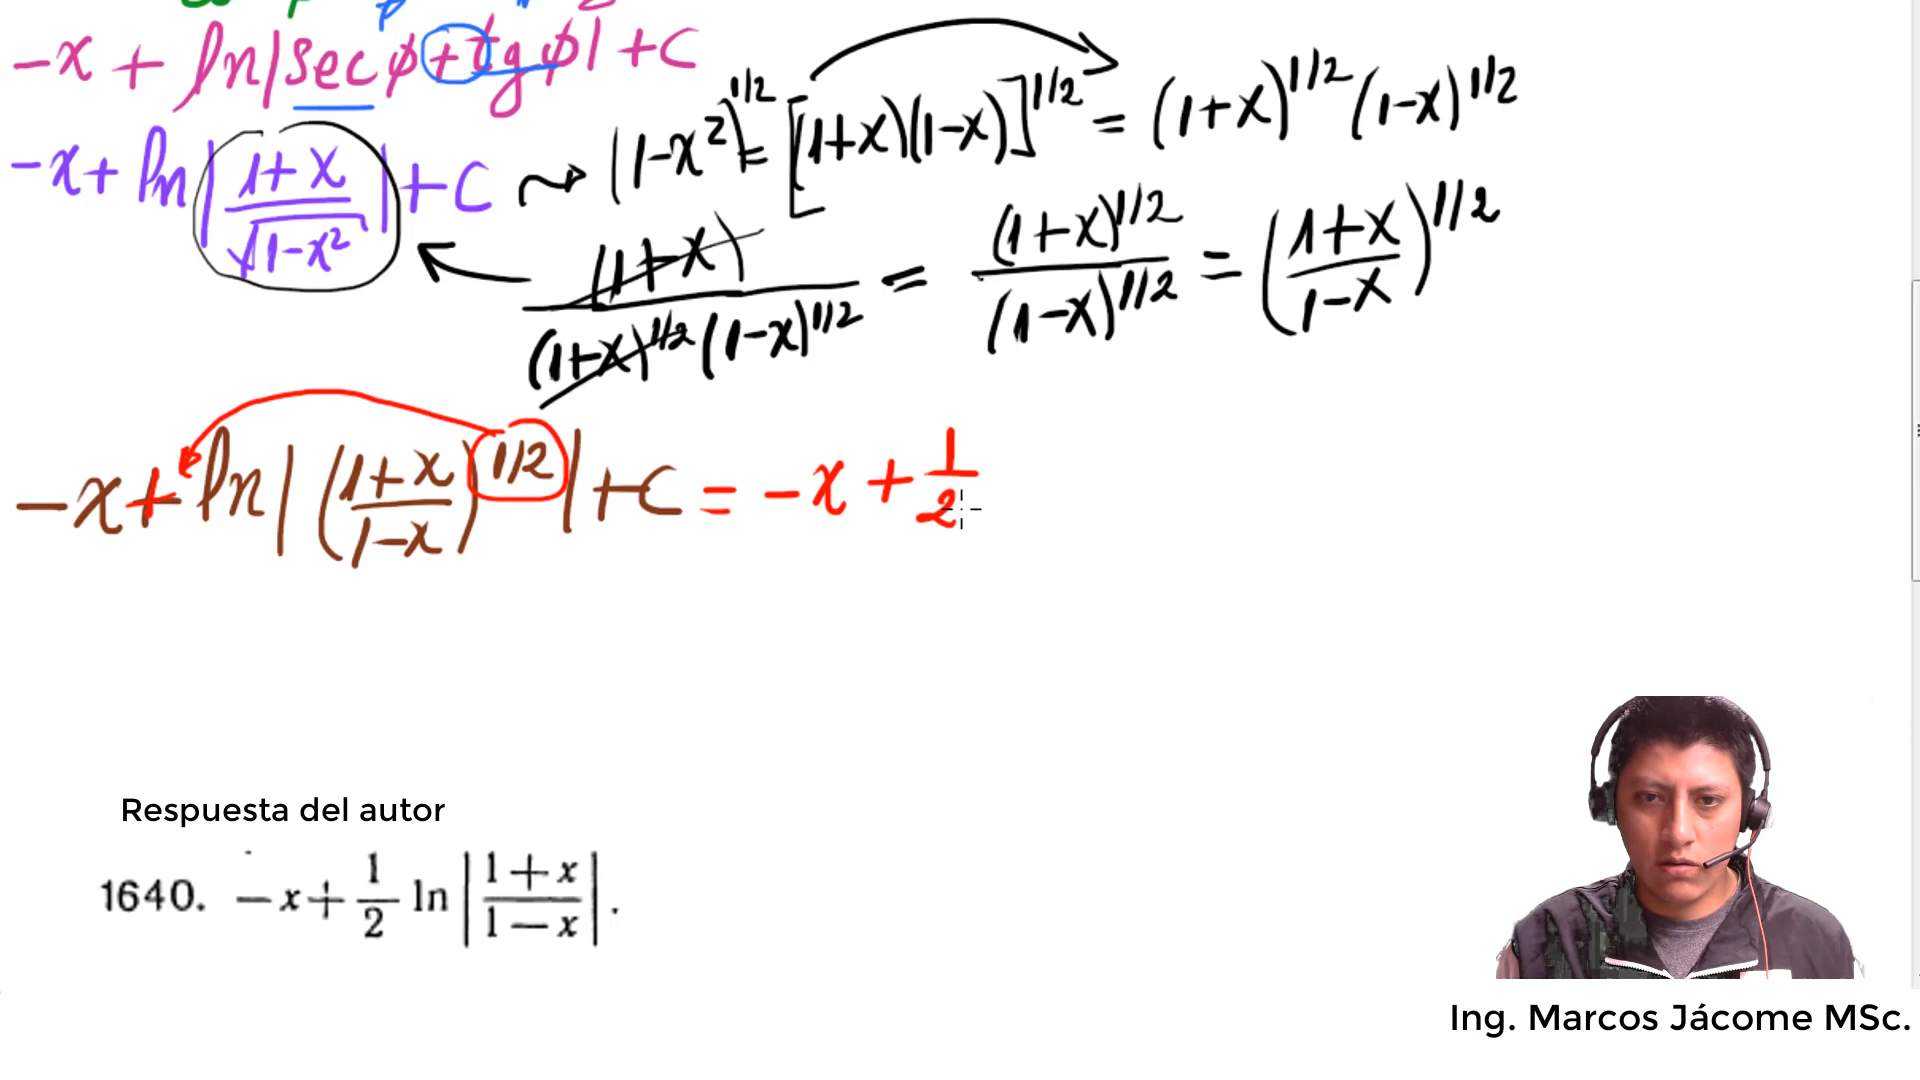 -x + ln|sec φ + tg φ| + C
-x + ln|(1+x)/√(1-x²)| + C ⇝ (1-x²)^1/2 = [(1+x)(1-x)]^1/2 = (1+x)^1/2 (1-x)^1/2
(1+x)/((1+x)^1/2 (1-x)^1/2) = (1+x)^1/2/(1-x)^1/2 = ((1+x)/(1-x))^1/2
-x + ln|((1+x)/(1-x))^1/2| + C = -x + 1/2
Respuesta del autor
1640. -x + 1/2 ln|(1+x)/(1-x)|.
Ing. Marcos Jácome MSc.